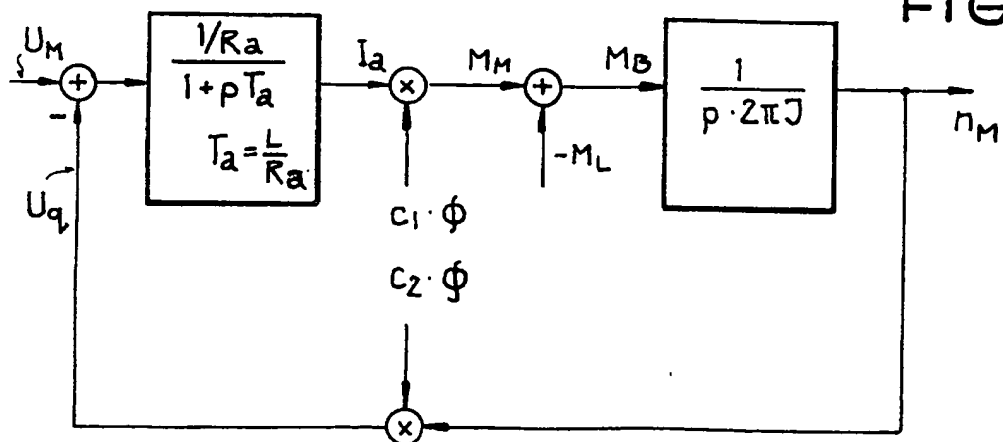 FIG
U_M
+
-
U_q
1/Ra
1+pTa
Ta = L/Ra
Ia
×
M_M
+
-M_L
M_B
1
p·2πJ
n_M
c1·ϕ
c2·ϕ
×